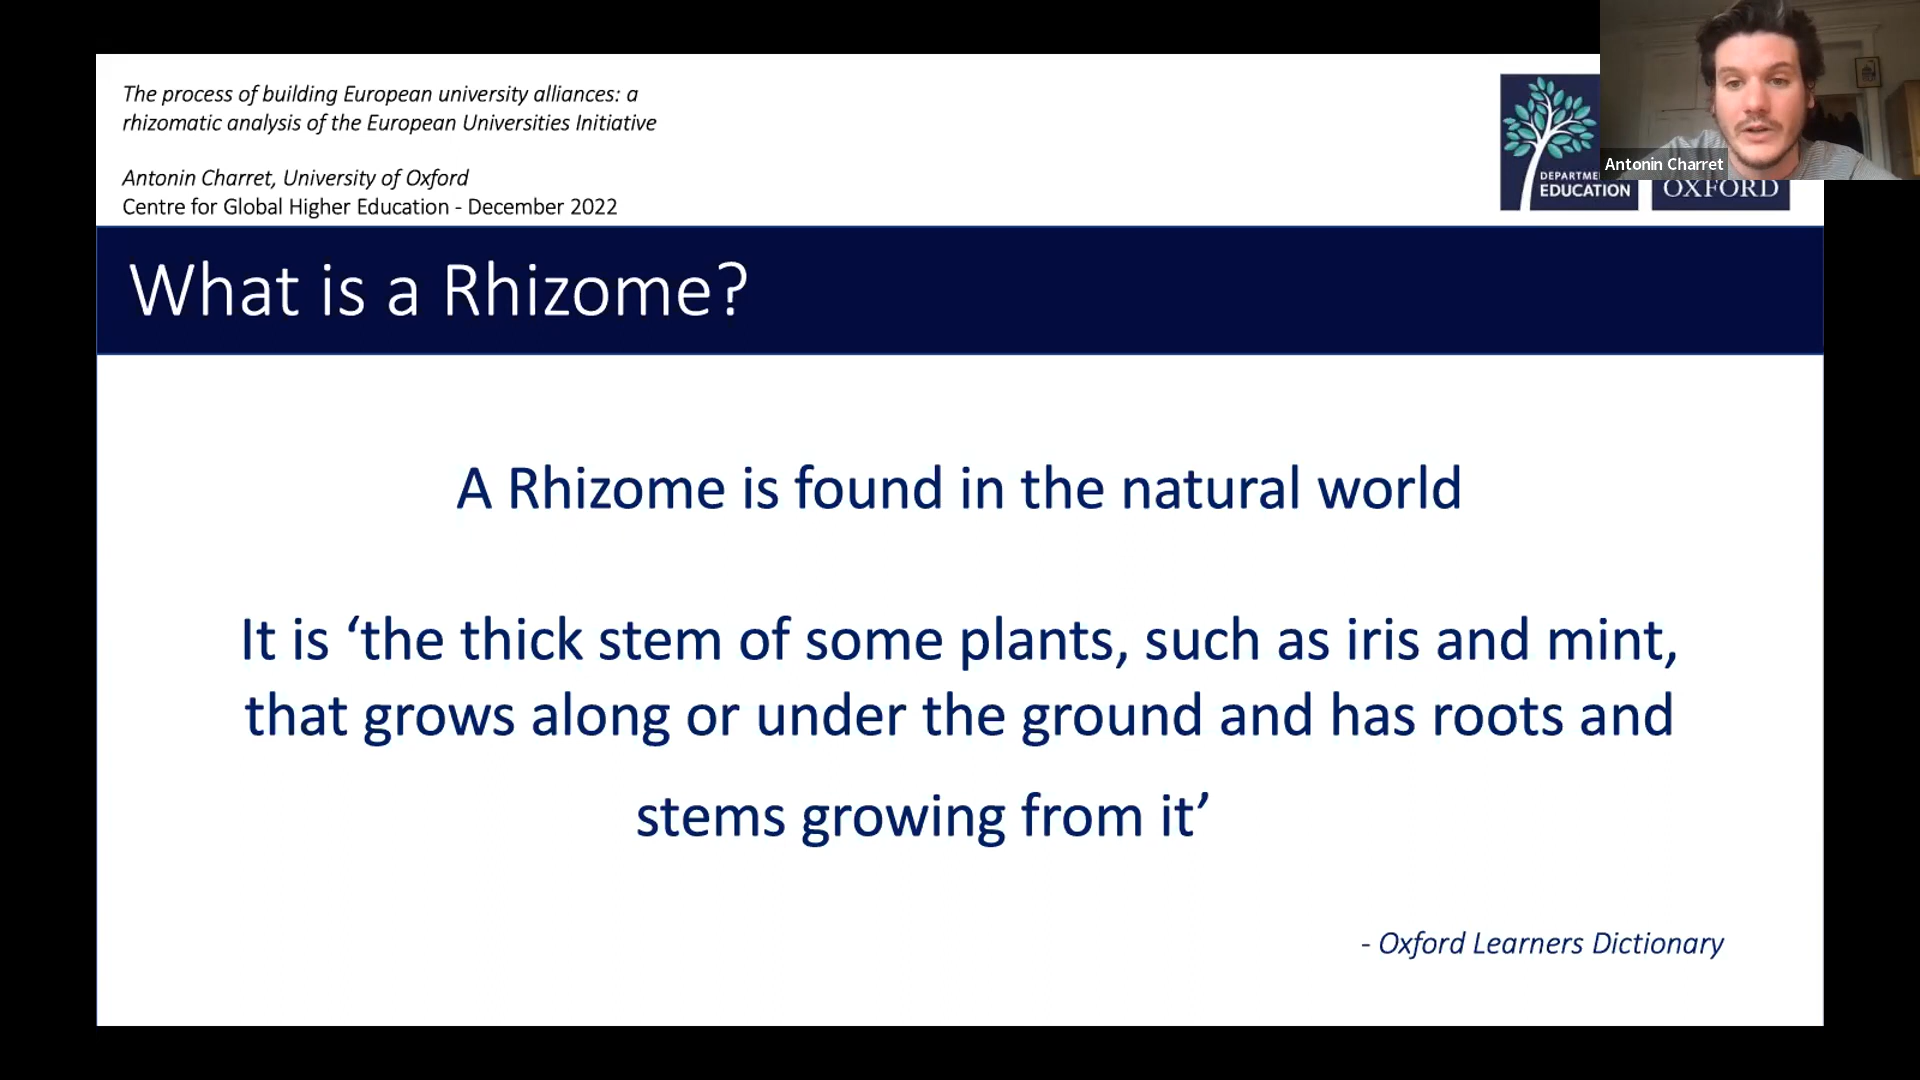 The process of building European university alliances: a
rhizomatic analysis of the European Universities Initiative
Antonin Charret, University of Oxford
Centre for Global Higher Education - December 2022
EDUCATION
OXFORD
Antonin Charret
What is a Rhizome?
A Rhizome is found in the natural world
It is ‘the thick stem of some plants, such as iris and mint,
that grows along or under the ground and has roots and
stems growing from it’
- Oxford Learners Dictionary